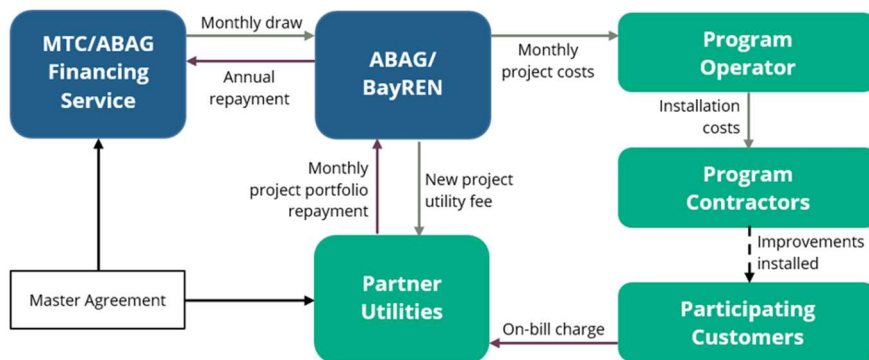 Monthly draw
MTC/ABAG
Financing
Service
Annual
repayment
ABAG/
BayREN
Monthly
project costs
Program
Operator
Installation
costs
Program
Contractors
Monthly
project portfolio
repayment
New project
utility fee
Improvements
installed
Master Agreement
Partner
Utilities
On-bill charge
Participating
Customers